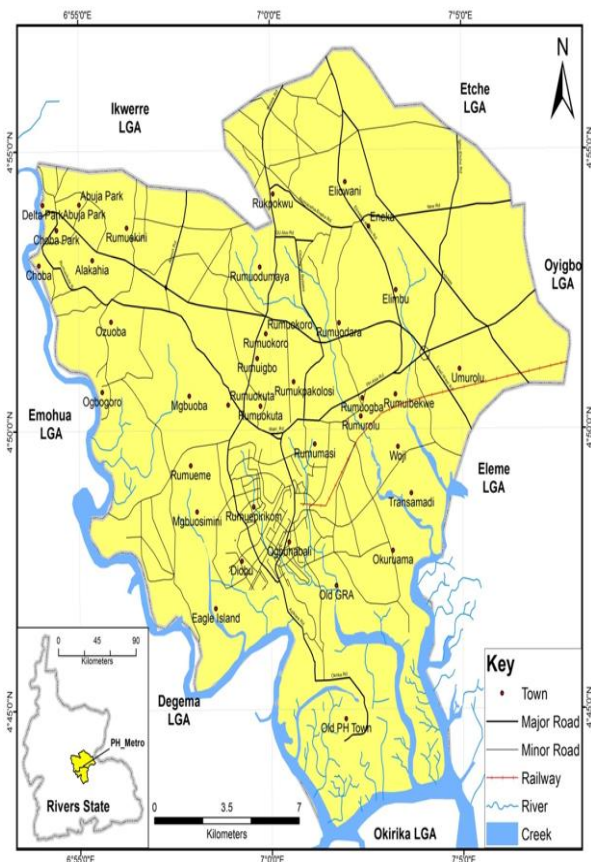 6°55'0"E
7°0'0"E
7°5'0"E
N
Ikwerre
LGA
Etche
LGA
4°55'0"N
4°55'0"N
Abuja Park
Delta Park
Abuja Park
Choba Park
Rumuekini
Choba
Alakahia
Rukpokwu
Eliowani
Eneka
Rumuodumaya
Elimbu
Oyigbo
LGA
Ozuoba
Rumuokoro
Rumuodara
Rumuigbo
Umurolu
Rumukpakolosi
Ogbogoro
Mgbuoba
Rumuokuta
Rumuokuta
Rumuogba
Rumuibekwe
Rumurolu
Emohua
LGA
4°50'0"N
4°50'0"N
Rumumasi
Woji
Eleme
LGA
Rumueme
Transamadi
Mgbuosimini
Rumuepirikom
Ogbunabali
Okuruama
Diobu
Old GRA
Eagle Island
Degema
LGA
Old PH Town
4°45'0"N
4°45'0"N
Okirika LGA
0 45 90
Kilometers
PH_Metro
Rivers State
0 3.5 7
Kilometers
Key
Town
Major Road
Minor Road
Railway
River
Creek
6°55'0"E
7°0'0"E
7°5'0"E